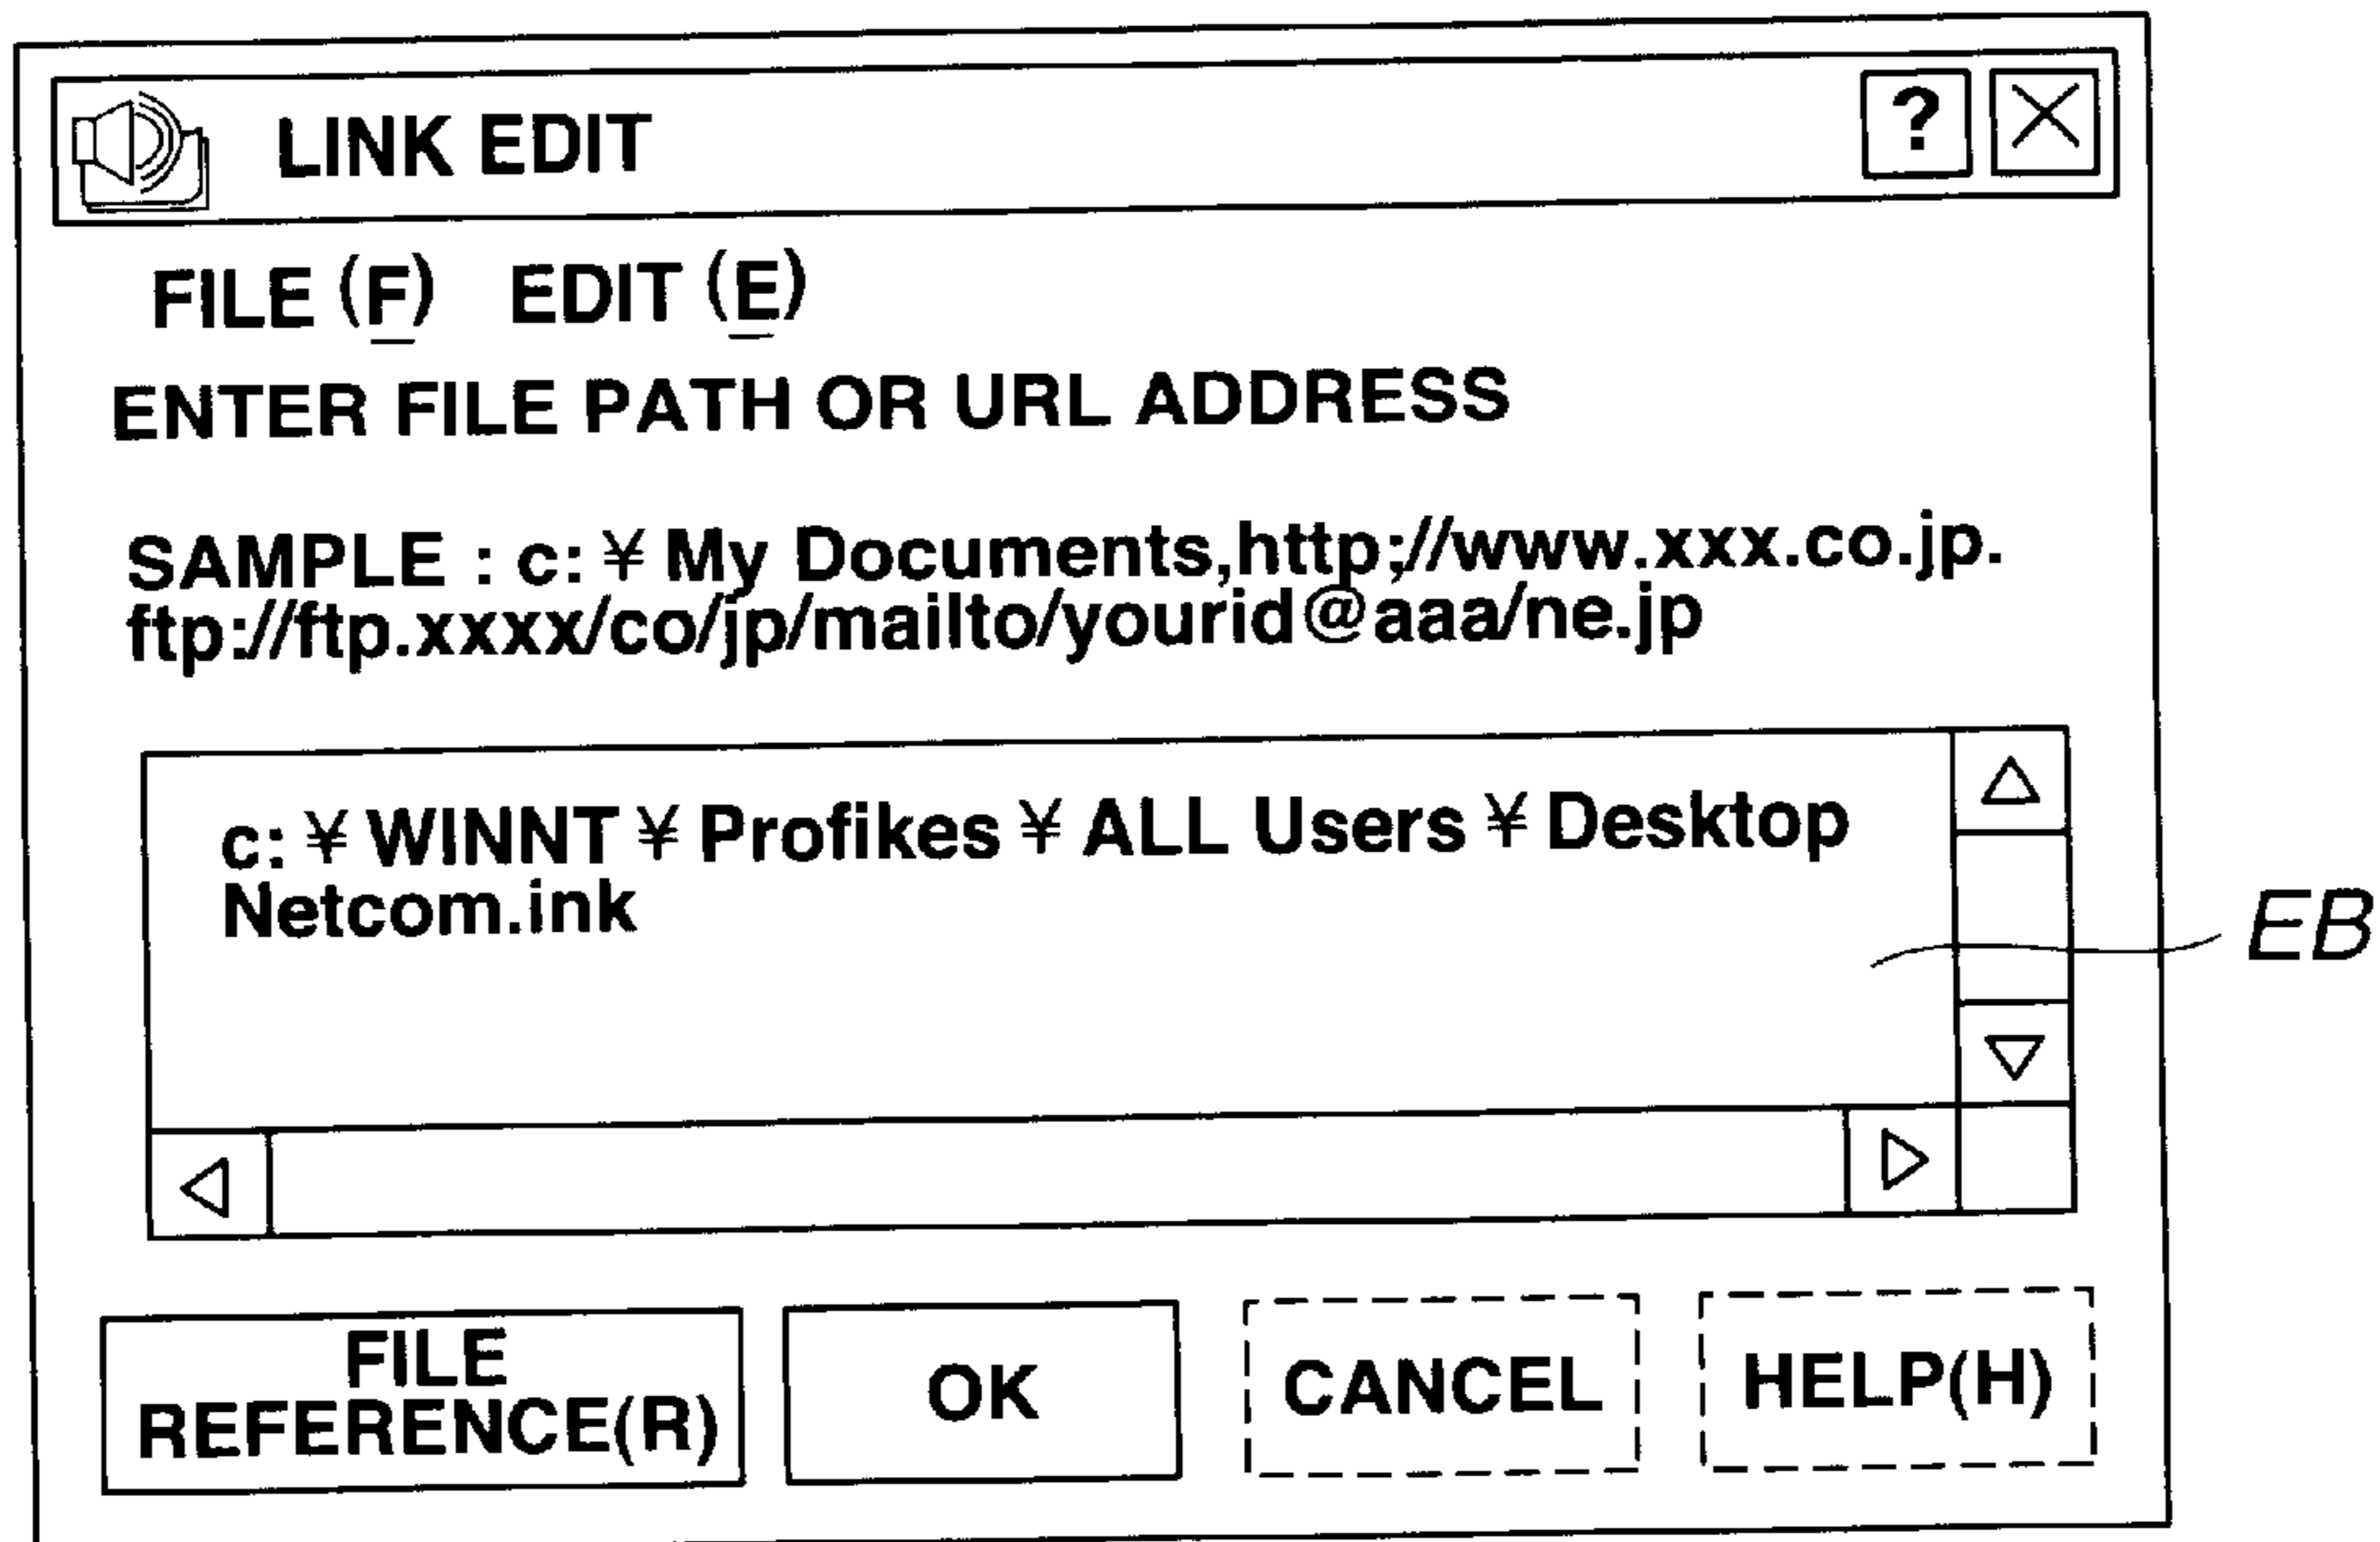 LINK EDIT ?
FILE (F) EDIT (E)
ENTER FILE PATH OR URL ADDRESS
SAMPLE : c: ¥ My Documents,http;//www.xxx.co.jp.
ftp://ftp.xxxx/co/jp/mailto/yourid@aaa/ne.jp
c: ¥ WINNT ¥ Profikes ¥ ALL Users ¥ Desktop
Netcom.ink
EB
FILE
REFERENCE(R)
OK
CANCEL
HELP(H)